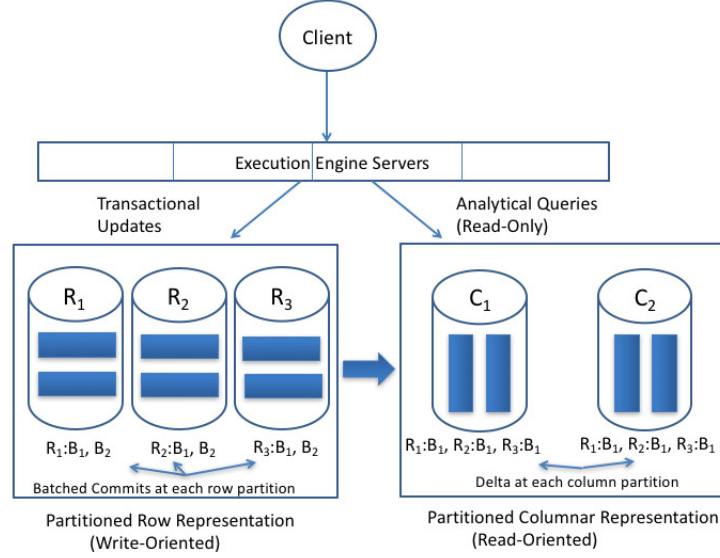 Client
Execution Engine Servers
Transactional
Updates
Analytical Queries
(Read-Only)
R₁
R₂
R₃
C₁
C₂
R₁:B₁, B₂
R₂:B₁, B₂
R₃:B₁, B₂
R₁:B₁, R₂:B₁, R₃:B₁
R₁:B₁, R₂:B₁, R₃:B₁
Batched Commits at each row partition
Delta at each column partition
Partitioned Row Representation
(Write-Oriented)
Partitioned Columnar Representation
(Read-Oriented)